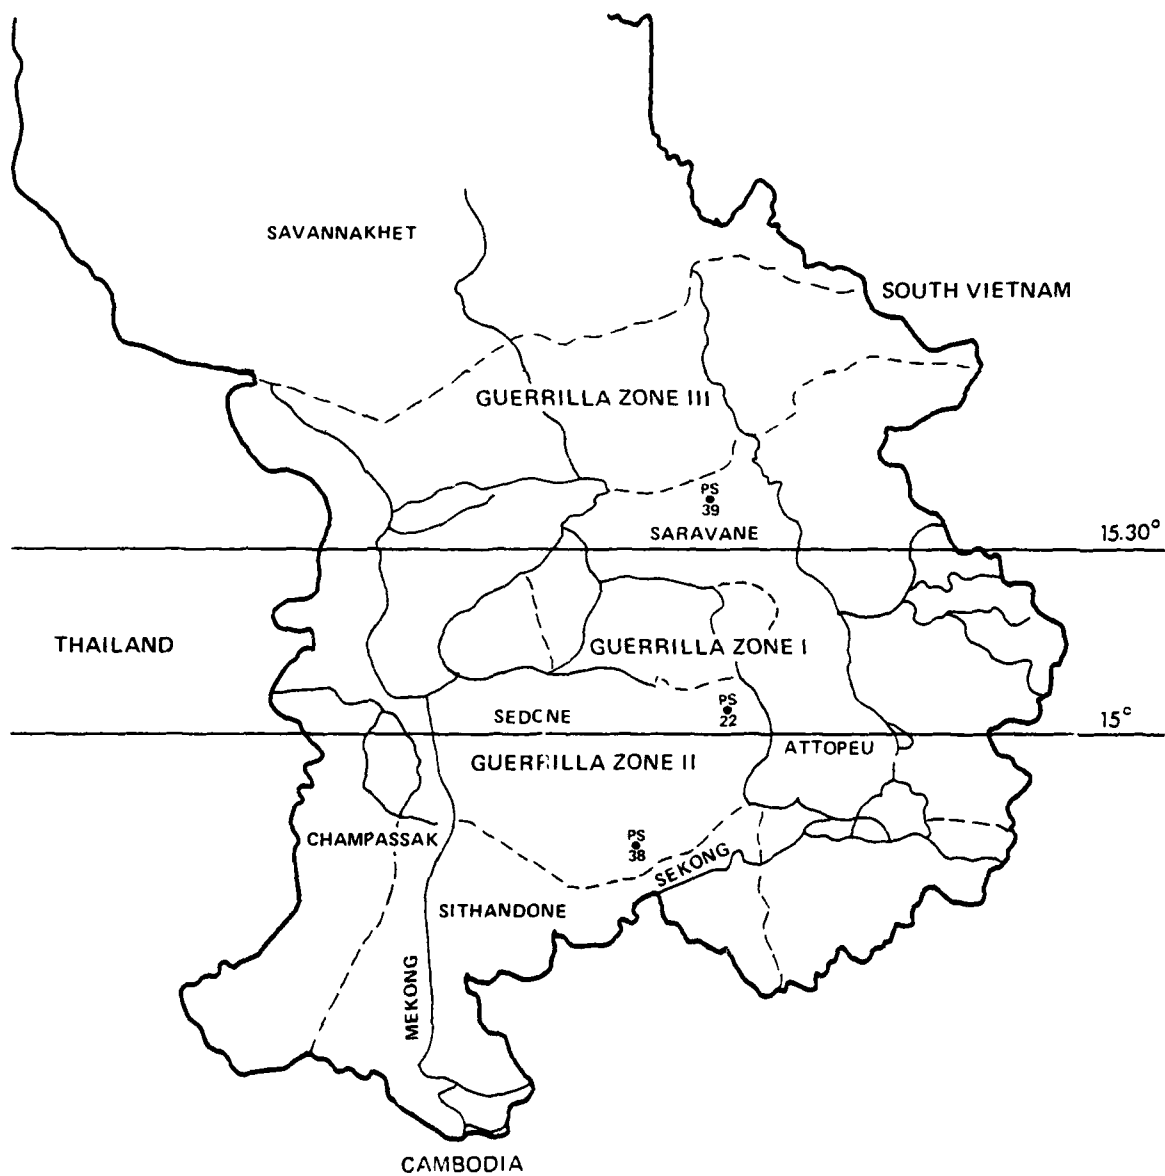 SAVANNAKHET
SOUTH VIETNAM
GUERRILLA ZONE III
PS
39
SARAVANE
15.30°
THAILAND
GUERRILLA ZONE I
PS
22
SEDONE
15°
ATTOPEU
GUERRILLA ZONE II
CHAMPASSAK
PS
38
SEKONG
SITHANDONE
MEKONG
CAMBODIA